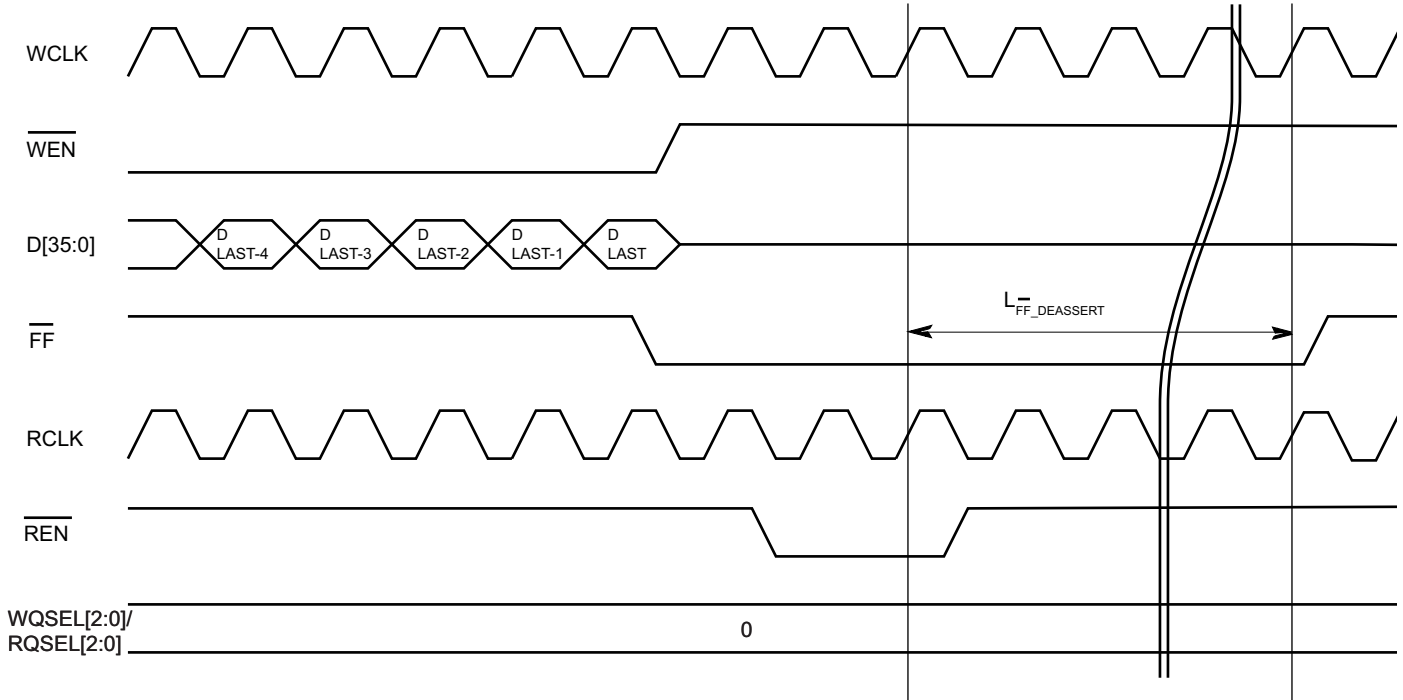 WCLK
WEN
D[35:0]
D
LAST-4
D
LAST-3
D
LAST-2
D
LAST-1
D
LAST
L FF_DEASSERT
FF
RCLK
REN
WQSEL[2:0]/
RQSEL[2:0]
0